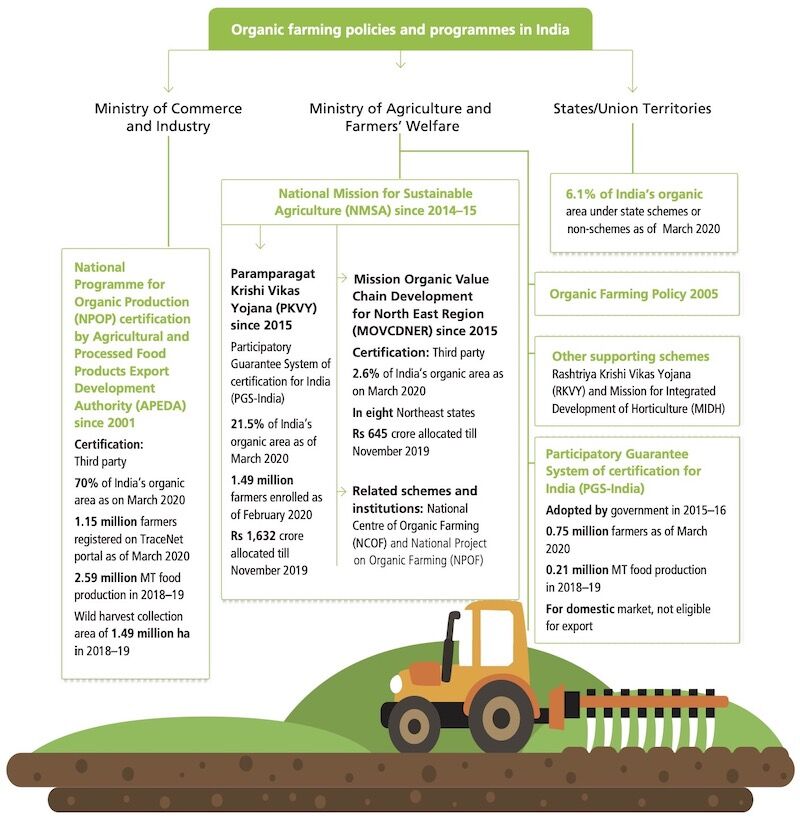 Organic farming policies and programmes in India
Ministry of Commerce
and Industry
Ministry of Agriculture and
Farmers' Welfare
States/Union Territories
National
Programme for
Organic Production
(NPOP) certification
by Agricultural and
Processed Food
Products Export
Development
Authority (APEDA)
since 2001
Certification:
Third party
70% of India's organic
area as on March 2020
1.15 million farmers
registered on TraceNet
portal as of March 2020
2.59 million MT food
production in 2018–19
Wild harvest collection
area of 1.49 million ha
in 2018–19
National Mission for Sustainable
Agriculture (NMSA) since 2014–15
Paramparagat
Krishi Vikas
Yojana (PKVY)
since 2015
Participatory
Guarantee System of
certification for India
(PGS-India)
21.5% of India's
organic area as of
March 2020
1.49 million
farmers enrolled as
of February 2020
Rs 1,632 crore
allocated till
November 2019
Mission Organic Value
Chain Development
for North East Region
(MOVCDNER) since 2015
Certification: Third party
2.6% of India's organic area as
on March 2020
In eight Northeast states
Rs 645 crore allocated till
November 2019
Related schemes and
institutions: National
Centre of Organic Farming
(NCOF) and National Project
on Organic Farming (NPOF)
6.1% of India's organic
area under state schemes or
non-schemes as of March 2020
Organic Farming Policy 2005
Other supporting schemes
Rashtriya Krishi Vikas Yojana
(RKVY) and Mission for Integrated
Development of Horticulture (MIDH)
Participatory Guarantee
System of certification for
India (PGS-India)
Adopted by government in 2015–16
0.75 million farmers as of March
2020
0.21 million MT food production
in 2018–19
For domestic market, not eligible
for export